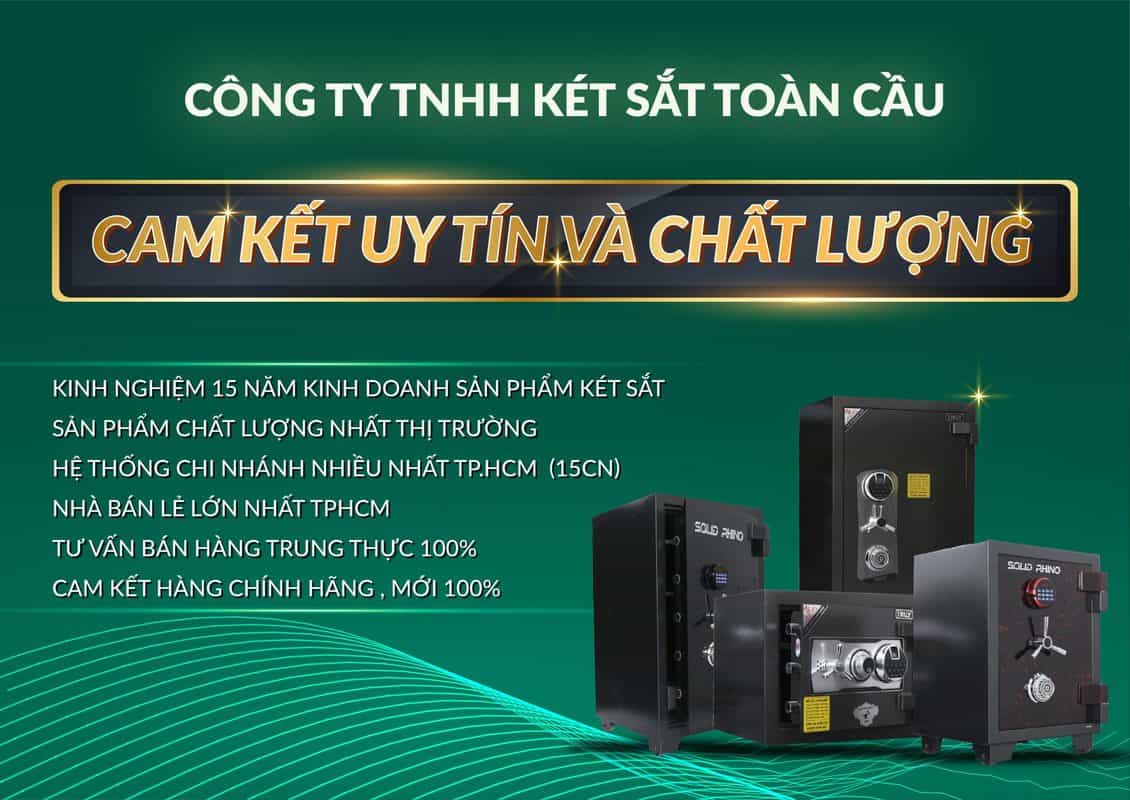 CÔNG TY TNHH KÉT SẮT TOÀN CẦU
CAM KẾT UY TÍN VÀ CHẤT LƯỢNG
KINH NGHIỆM 15 NĂM KINH DOANH SẢN PHẨM KÉT SẮT
SẢN PHẨM CHẤT LƯỢNG NHẤT THỊ TRƯỜNG
HỆ THỐNG CHI NHÁNH NHIỀU NHẤT TP.HCM (15CN)
NHÀ BÁN LẺ LỚN NHẤT TPHCM
TƯ VẤN BÁN HÀNG TRUNG THỰC 100%
CAM KẾT HÀNG CHÍNH HÃNG , MỚI 100%
SOLID RHINO
SOLID RHINO